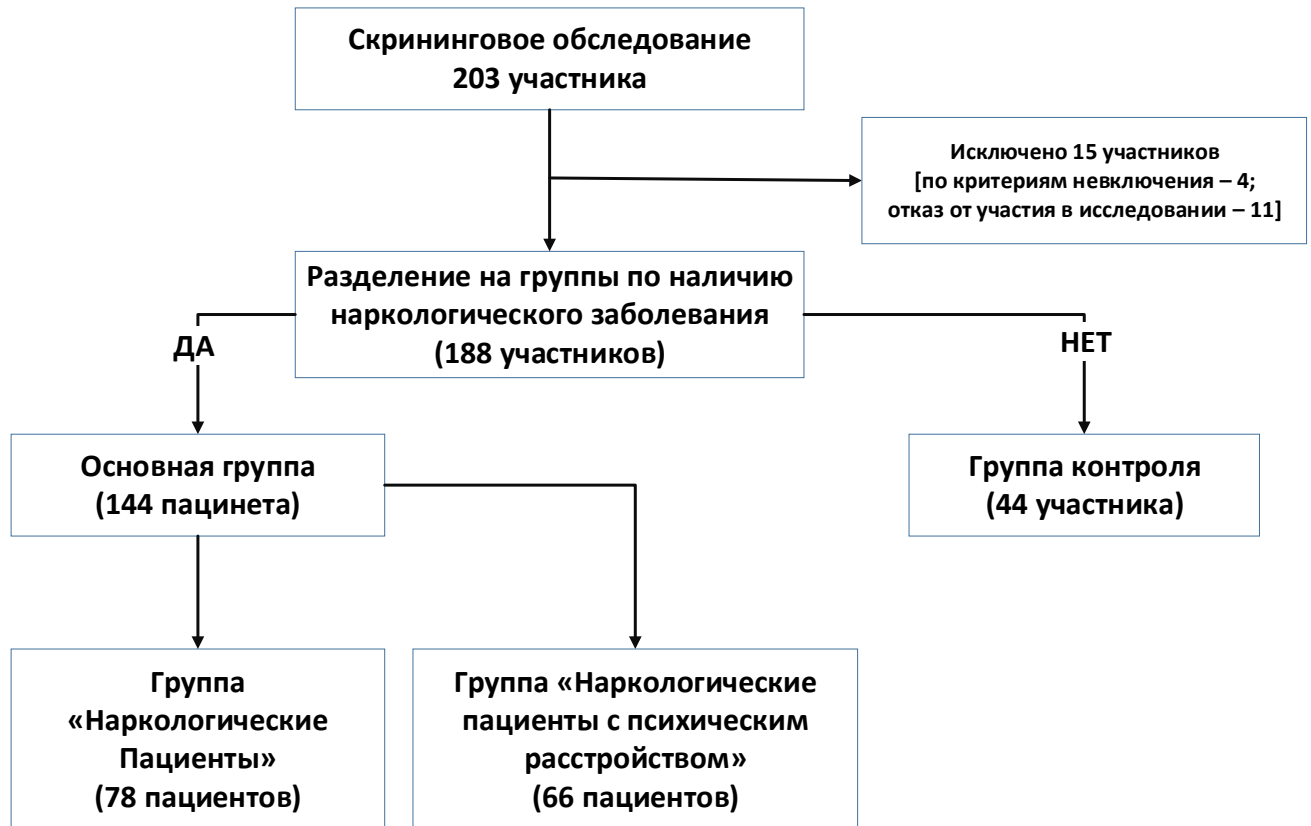 Скрининговое обследование
203 участника
Исключено 15 участников
[по критериям невключения – 4;
отказ от участия в исследовании – 11]
Разделение на группы по наличию
наркологического заболевания
(188 участников)
ДА
НЕТ
Основная группа
(144 пацинета)
Группа контроля
(44 участника)
Группа
«Наркологические
Пациенты»
(78 пациентов)
Группа «Наркологические
пациенты с психическим
расстройством»
(66 пациентов)